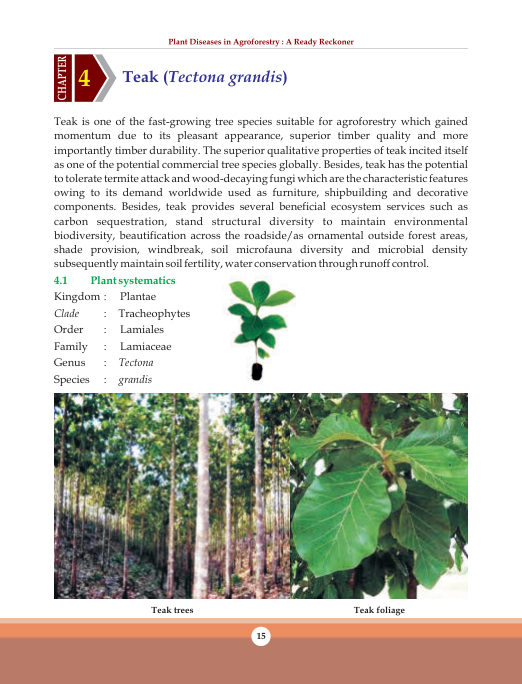 Plant Diseases in Agroforestry : A Ready Reckoner
CHAPTER
4
Teak (Tectona grandis)
Teak is one of the fast-growing tree species suitable for agroforestry which gained
momentum due to its pleasant appearance, superior timber quality and more
importantly timber durability. The superior qualitative properties of teak incited itself
as one of the potential commercial tree species globally. Besides, teak has the potential
to tolerate termite attack and wood-decaying fungi which are the characteristic features
owing to its demand worldwide used as furniture, shipbuilding and decorative
components. Besides, teak provides several beneficial ecosystem services such as
carbon sequestration, stand structural diversity to maintain environmental
biodiversity, beautification across the roadside/as ornamental outside forest areas,
shade provision, windbreak, soil microfauna diversity and microbial density
subsequently maintain soil fertility, water conservation through runoff control.
4.1 Plant systematics
Kingdom : Plantae
Clade : Tracheophytes
Order : Lamiales
Family : Lamiaceae
Genus : Tectona
Species : grandis
Teak trees
Teak foliage
15